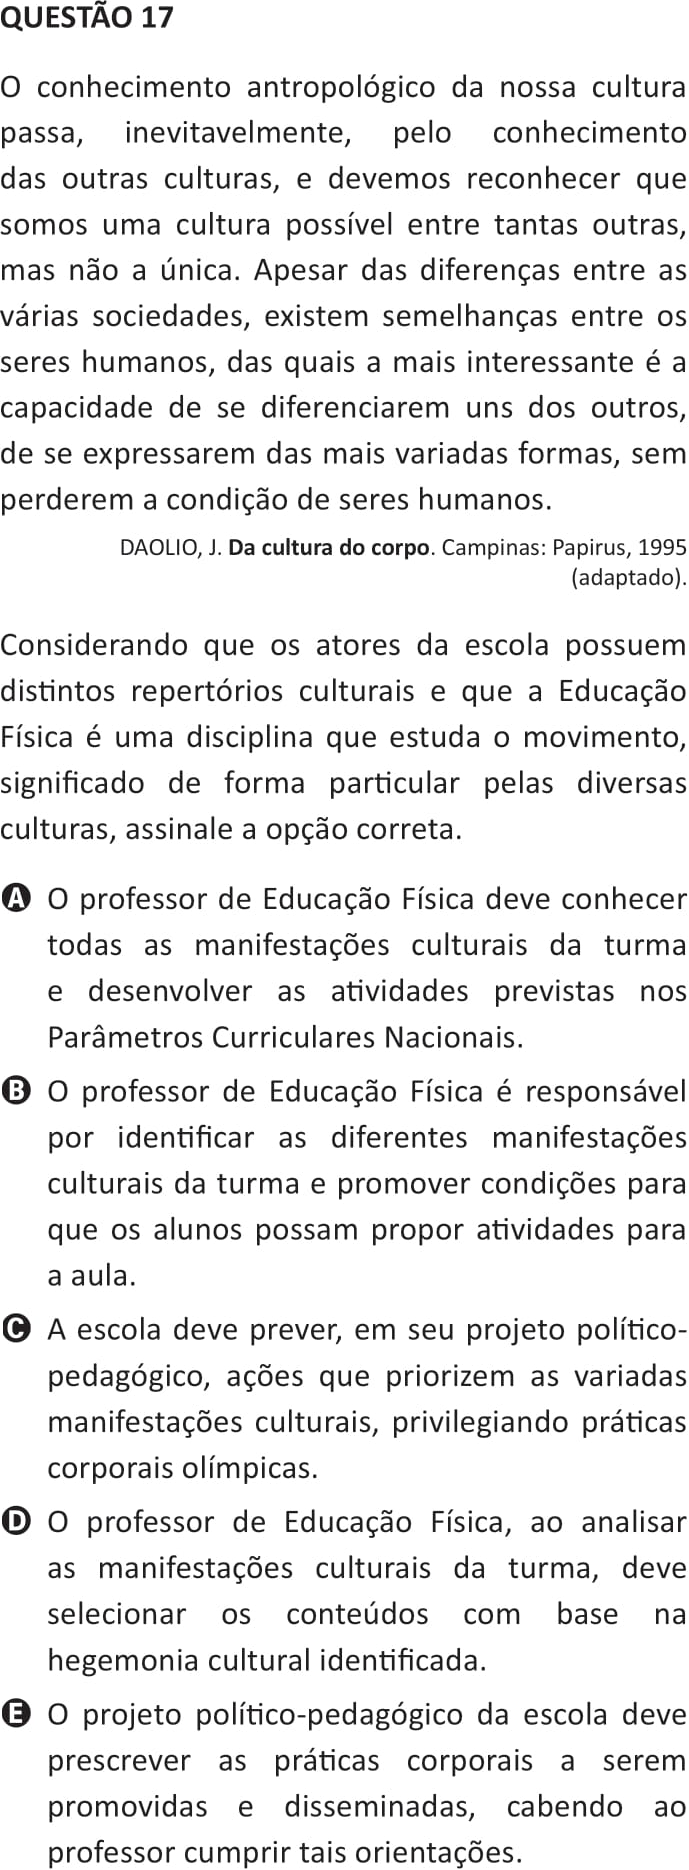 QUESTÃO 17
O conhecimento antropológico da nossa cultura
passa, inevitavelmente, pelo conhecimento
das outras culturas, e devemos reconhecer que
somos uma cultura possível entre tantas outras,
mas não a única. Apesar das diferenças entre as
várias sociedades, existem semelhanças entre os
seres humanos, das quais a mais interessante é a
capacidade de se diferenciarem uns dos outros,
de se expressarem das mais variadas formas, sem
perderem a condição de seres humanos.
DAOLIO, J. Da cultura do corpo. Campinas: Papirus, 1995
(adaptado).
Considerando que os atores da escola possuem
distintos repertórios culturais e que a Educação
Física é uma disciplina que estuda o movimento,
significado de forma particular pelas diversas
culturas, assinale a opção correta.
A O professor de Educação Física deve conhecer
todas as manifestações culturais da turma
e desenvolver as atividades previstas nos
Parâmetros Curriculares Nacionais.
B O professor de Educação Física é responsável
por identificar as diferentes manifestações
culturais da turma e promover condições para
que os alunos possam propor atividades para
a aula.
C A escola deve prever, em seu projeto político-
pedagógico, ações que priorizem as variadas
manifestações culturais, privilegiando práticas
corporais olímpicas.
D O professor de Educação Física, ao analisar
as manifestações culturais da turma, deve
selecionar os conteúdos com base na
hegemonia cultural identificada.
E O projeto político-pedagógico da escola deve
prescrever as práticas corporais a serem
promovidas e disseminadas, cabendo ao
professor cumprir tais orientações.